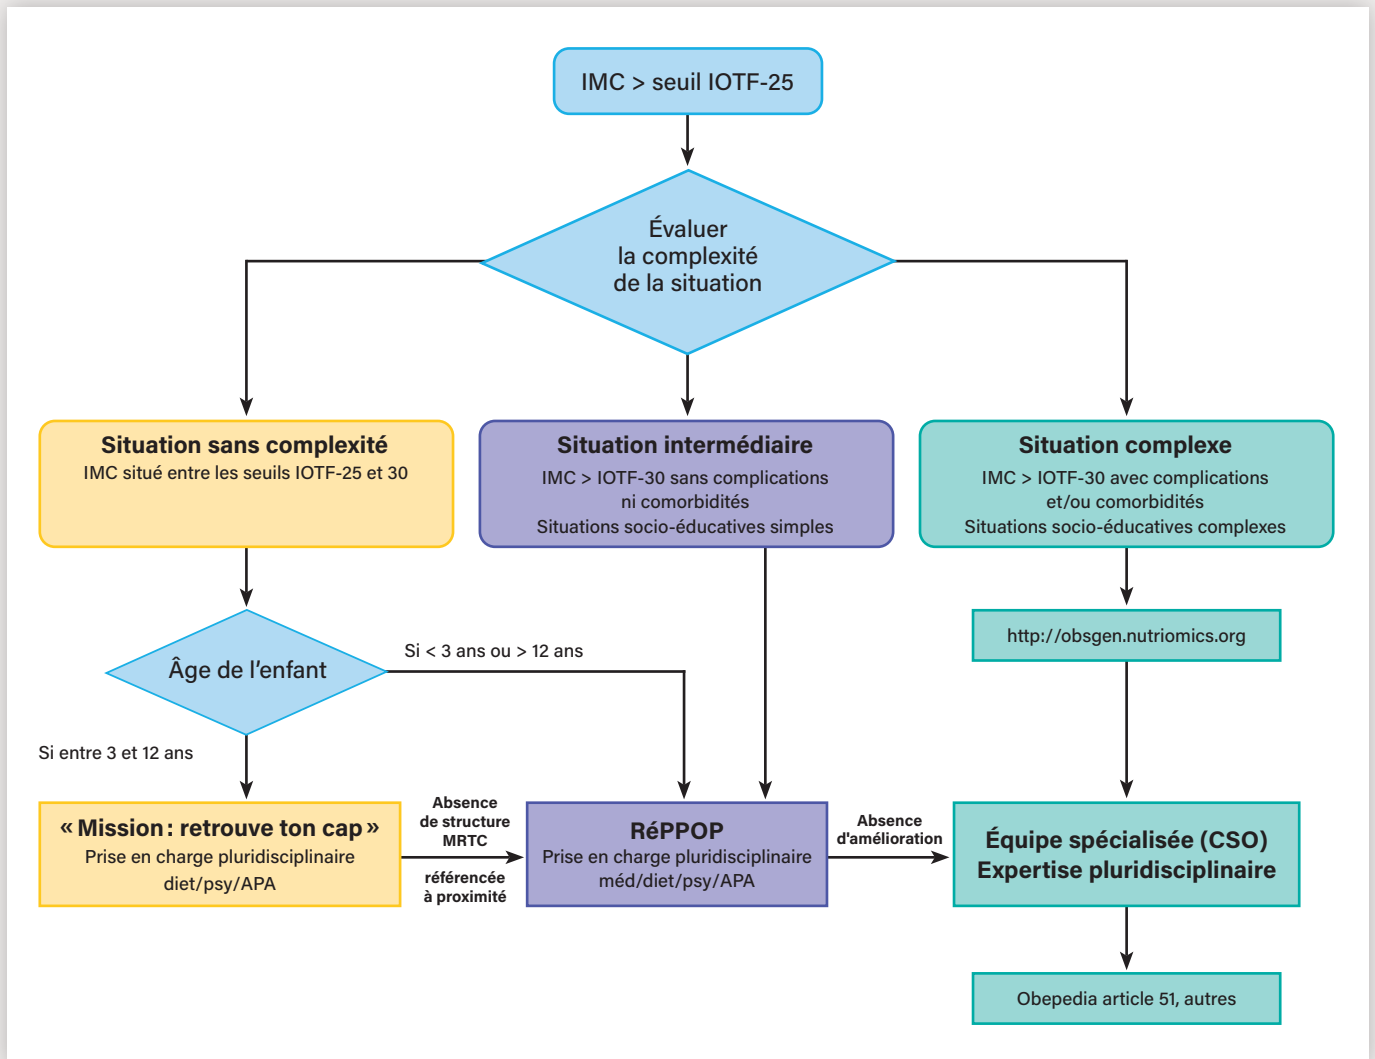 IMC > seuil IOTF-25
Évaluer
la complexité
de la situation
Situation sans complexité
IMC situé entre les seuils IOTF-25 et 30
Situation intermédiaire
IMC > IOTF-30 sans complications
ni comorbidités
Situations socio-éducatives simples
Situation complexe
IMC > IOTF-30 avec complications
et/ou comorbidités
Situations socio-éducatives complexes
Âge de l'enfant
Si < 3 ans ou > 12 ans
http://obsgen.nutriomics.org
Si entre 3 et 12 ans
« Mission : retrouve ton cap »
Prise en charge pluridisciplinaire
diet/psy/APA
Absence
de structure
MRTC
référencée
à proximité
RéPPOP
Prise en charge pluridisciplinaire
méd/diet/psy/APA
Absence
d'amélioration
Équipe spécialisée (CSO)
Expertise pluridisciplinaire
Obepedia article 51, autres